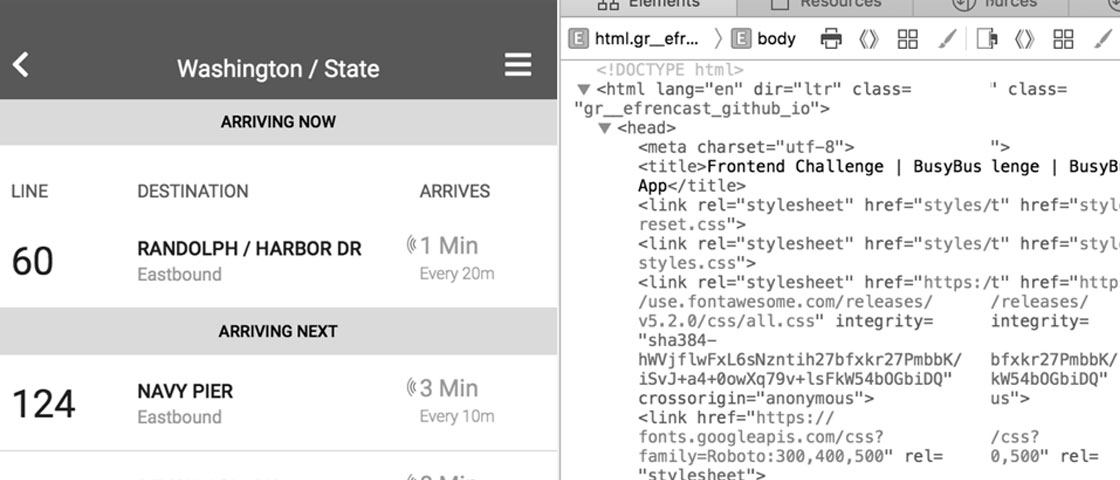 Washington / State
ARRIVING NOW
LINE DESTINATION ARRIVES
60 RANDOLPH / HARBOR DR 1 Min
Eastbound Every 20m
ARRIVING NEXT
124 NAVY PIER 3 Min
Eastbound Every 10m
Elements Resources
E html.gr__efr... E body
<!DOCTYPE html>
<html lang="en" dir="ltr" class= ' class=
"gr__efrencast_github_io">
<head>
<meta charset="utf-8"> ">
<title>Frontend Challenge | BusyBus lenge | BusyB
App</title>
<link rel="stylesheet" href="styles/t" href="styl
reset.css">
<link rel="stylesheet" href="styles/t" href="styl
styles.css">
<link rel="stylesheet" href="https:/t" href="http
/use.fontawesome.com/releases/ /releases/
v5.2.0/css/all.css" integrity= integrity=
"sha384-
hWVjflwFxL6sNzntih27bfxkr27PmbbK/ bfxkr27PmbbK/
iSvJ+a4+0owXq79v+lsFkW54bOGbiDQ" kW54bOGbiDQ"
crossorigin="anonymous"> us">
<link href="https://
fonts.googleapis.com/css? /css?
family=Roboto:300,400,500" rel= 0,500" rel=
"stylesheet">